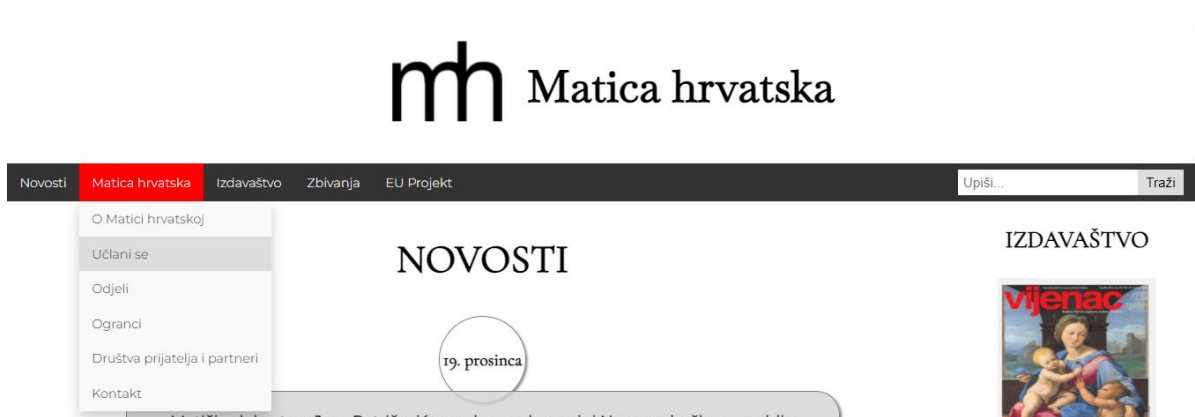 mh Matica hrvatska
Novosti Matica hrvatska Izdavaštvo Zbivanja EU Projekt Upiši... Traži
O Matici hrvatskoj
Učlani se
Odjeli
Ogranci
Društva prijatelja i partneri
Kontakt
NOVOSTI
19. prosinca
IZDAVAŠTVO
vijenac